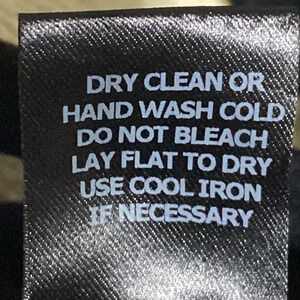 DRY CLEAN OR
HAND WASH COLD
DO NOT BLEACH
LAY FLAT TO DRY
USE COOL IRON
IF NECESSARY